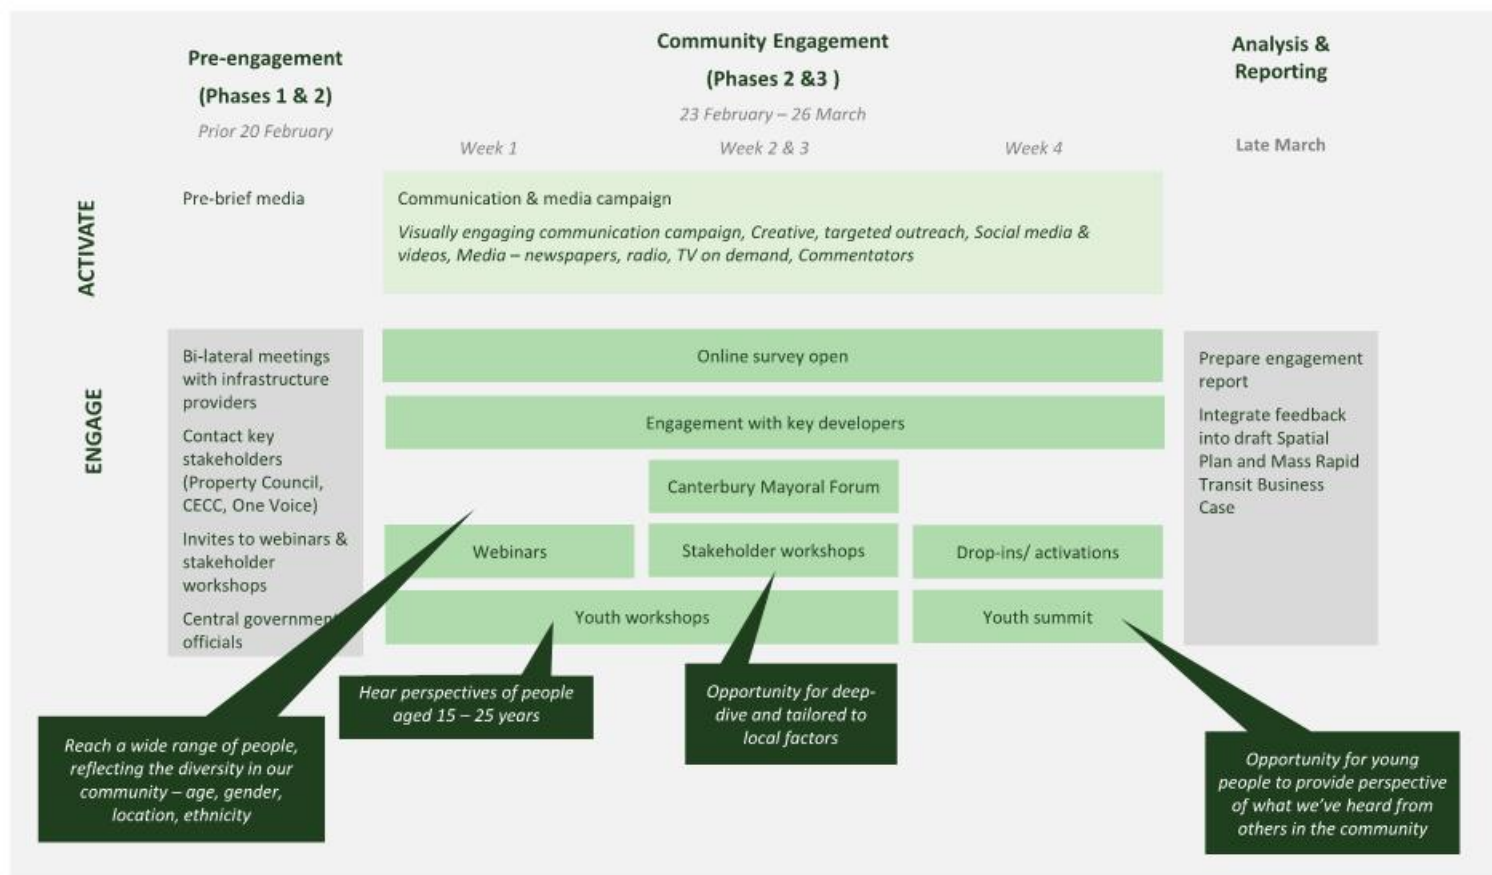 Pre-engagement
(Phases 1 & 2)
Prior 20 February
Community Engagement
(Phases 2 &3 )
23 February – 26 March
Week 1
Week 2 & 3
Week 4
Analysis &
Reporting
Late March
ACTIVATE
Pre-brief media
Communication & media campaign
Visually engaging communication campaign, Creative, targeted outreach, Social media &
videos, Media – newspapers, radio, TV on demand, Commentators
ENGAGE
Bi-lateral meetings
with infrastructure
providers
Contact key
stakeholders
(Property Council,
CECC, One Voice)
Invites to webinars &
stakeholder
workshops
Central government
officials
Online survey open
Engagement with key developers
Canterbury Mayoral Forum
Webinars
Stakeholder workshops
Drop-ins/ activations
Youth workshops
Youth summit
Prepare engagement
report
Integrate feedback
into draft Spatial
Plan and Mass Rapid
Transit Business
Case
Reach a wide range of people,
reflecting the diversity in our
community – age, gender,
location, ethnicity
Hear perspectives of people
aged 15 – 25 years
Opportunity for deep-
dive and tailored to
local factors
Opportunity for young
people to provide perspective
of what we've heard from
others in the community